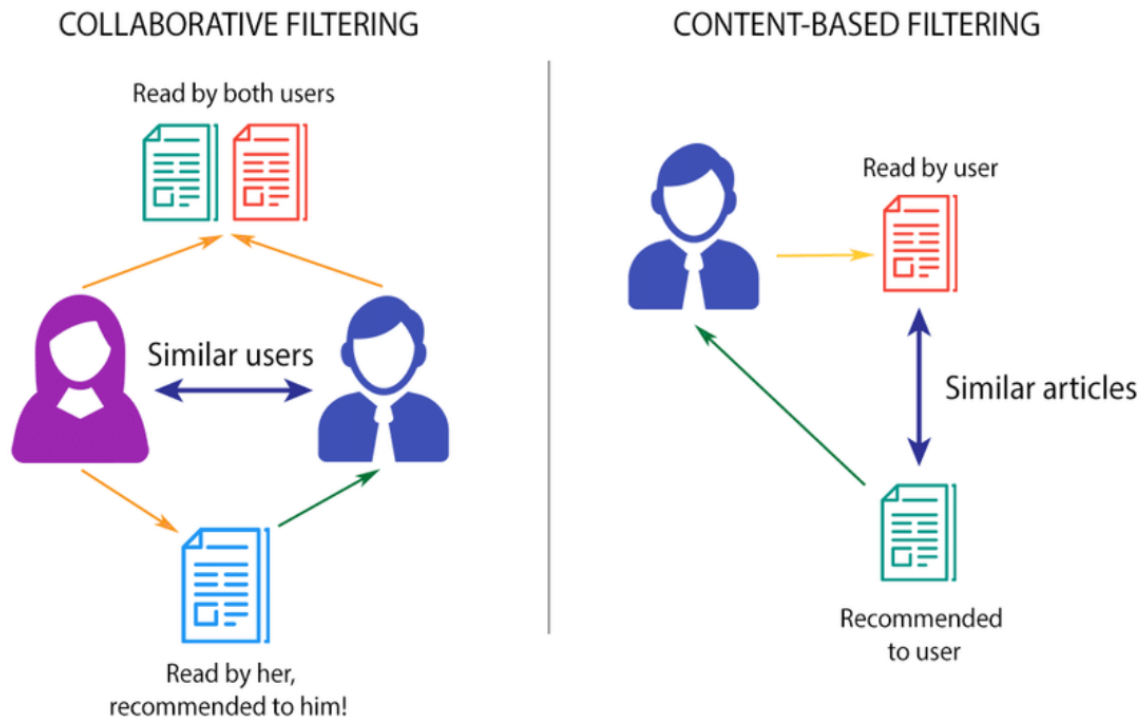 COLLABORATIVE FILTERING
Read by both users
Similar users
Read by her,
recommended to him!
CONTENT-BASED FILTERING
Read by user
Similar articles
Recommended
to user